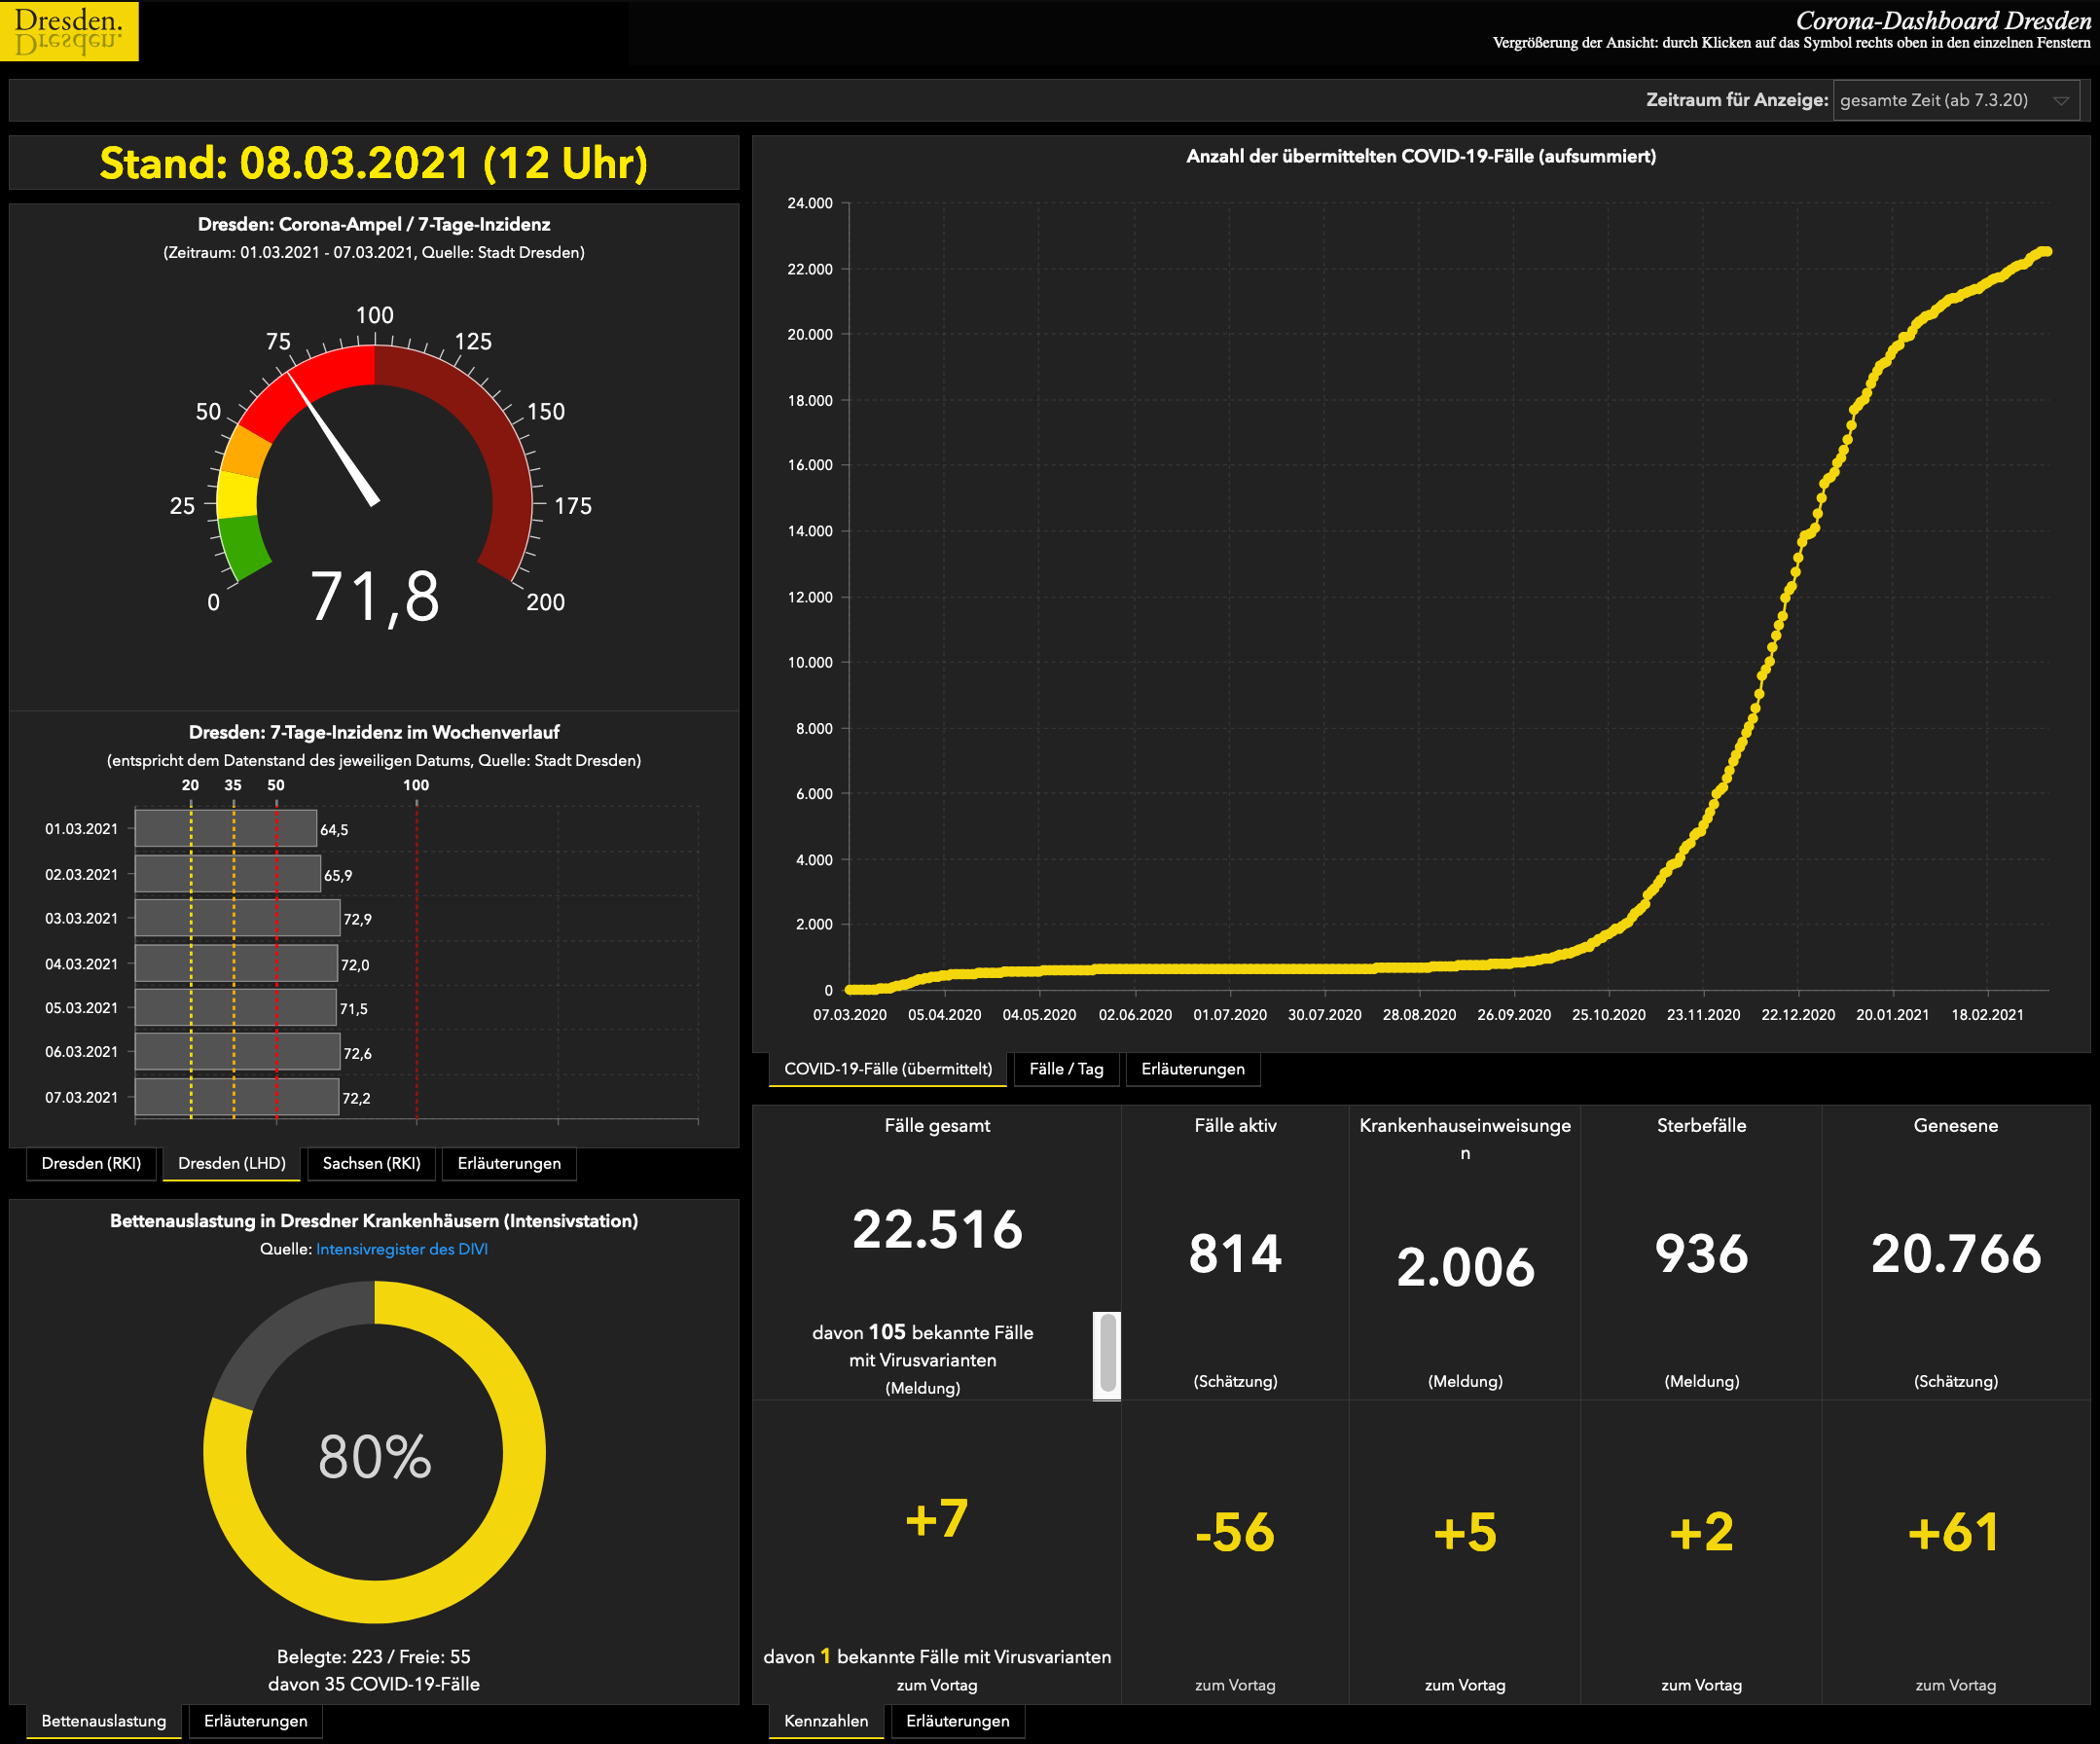 Dresden.
Dresden.
Corona-Dashboard Dresden
Vergrößerung der Ansicht: durch Klicken auf das Symbol rechts oben in den einzelnen Fenstern
Zeitraum für Anzeige: gesamte Zeit (ab 7.3.20)
Stand: 08.03.2021 (12 Uhr)
Dresden: Corona-Ampel / 7-Tage-Inzidenz
(Zeitraum: 01.03.2021 - 07.03.2021, Quelle: Stadt Dresden)
0
25
50
75
100
125
150
175
200
71,8
Dresden: 7-Tage-Inzidenz im Wochenverlauf
(entspricht dem Datenstand des jeweiligen Datums, Quelle: Stadt Dresden)
20 35 50 100
01.03.2021 64,5
02.03.2021 65,9
03.03.2021 72,9
04.03.2021 72,0
05.03.2021 71,5
06.03.2021 72,6
07.03.2021 72,2
Dresden (RKI) Dresden (LHD) Sachsen (RKI) Erläuterungen
Bettenauslastung in Dresdner Krankenhäusern (Intensivstation)
Quelle: Intensivregister des DIVI
80%
Belegte: 223 / Freie: 55
davon 35 COVID-19-Fälle
Bettenauslastung Erläuterungen
Anzahl der übermittelten COVID-19-Fälle (aufsummiert)
24.000
22.000
20.000
18.000
16.000
14.000
12.000
10.000
8.000
6.000
4.000
2.000
0
07.03.2020 05.04.2020 04.05.2020 02.06.2020 01.07.2020 30.07.2020 28.08.2020 26.09.2020 25.10.2020 23.11.2020 22.12.2020 20.01.2021 18.02.2021
COVID-19-Fälle (übermittelt) Fälle / Tag Erläuterungen
Fälle gesamt
22.516
davon 105 bekannte Fälle
mit Virusvarianten
(Meldung)
+7
davon 1 bekannte Fälle mit Virusvarianten
zum Vortag
Fälle aktiv
814
(Schätzung)
-56
zum Vortag
Krankenhauseinweisunge
n
2.006
(Meldung)
+5
zum Vortag
Sterbefälle
936
(Meldung)
+2
zum Vortag
Genesene
20.766
(Schätzung)
+61
zum Vortag
Kennzahlen Erläuterungen